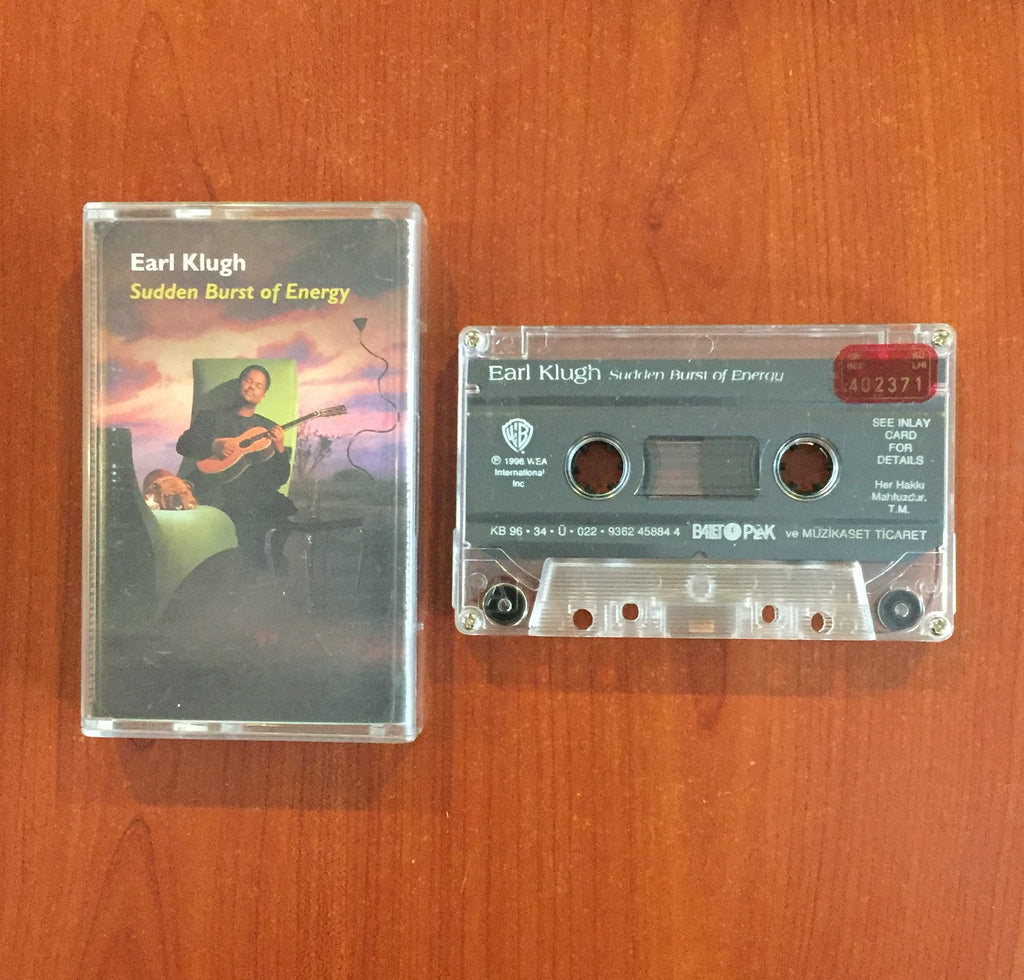 Earl Klugh
Sudden Burst of Energy
Earl Klugh Sudden Burst of Energy
402371
WB
℗ 1996 WEA
International
Inc
SEE INLAY
CARD
FOR
DETAILS
Her Hakkı
Mahfuzdur.
T.M.
KB 96 • 34 • Ü • 022 • 9362 45884 4
ve MÜZİKASET TİCARET